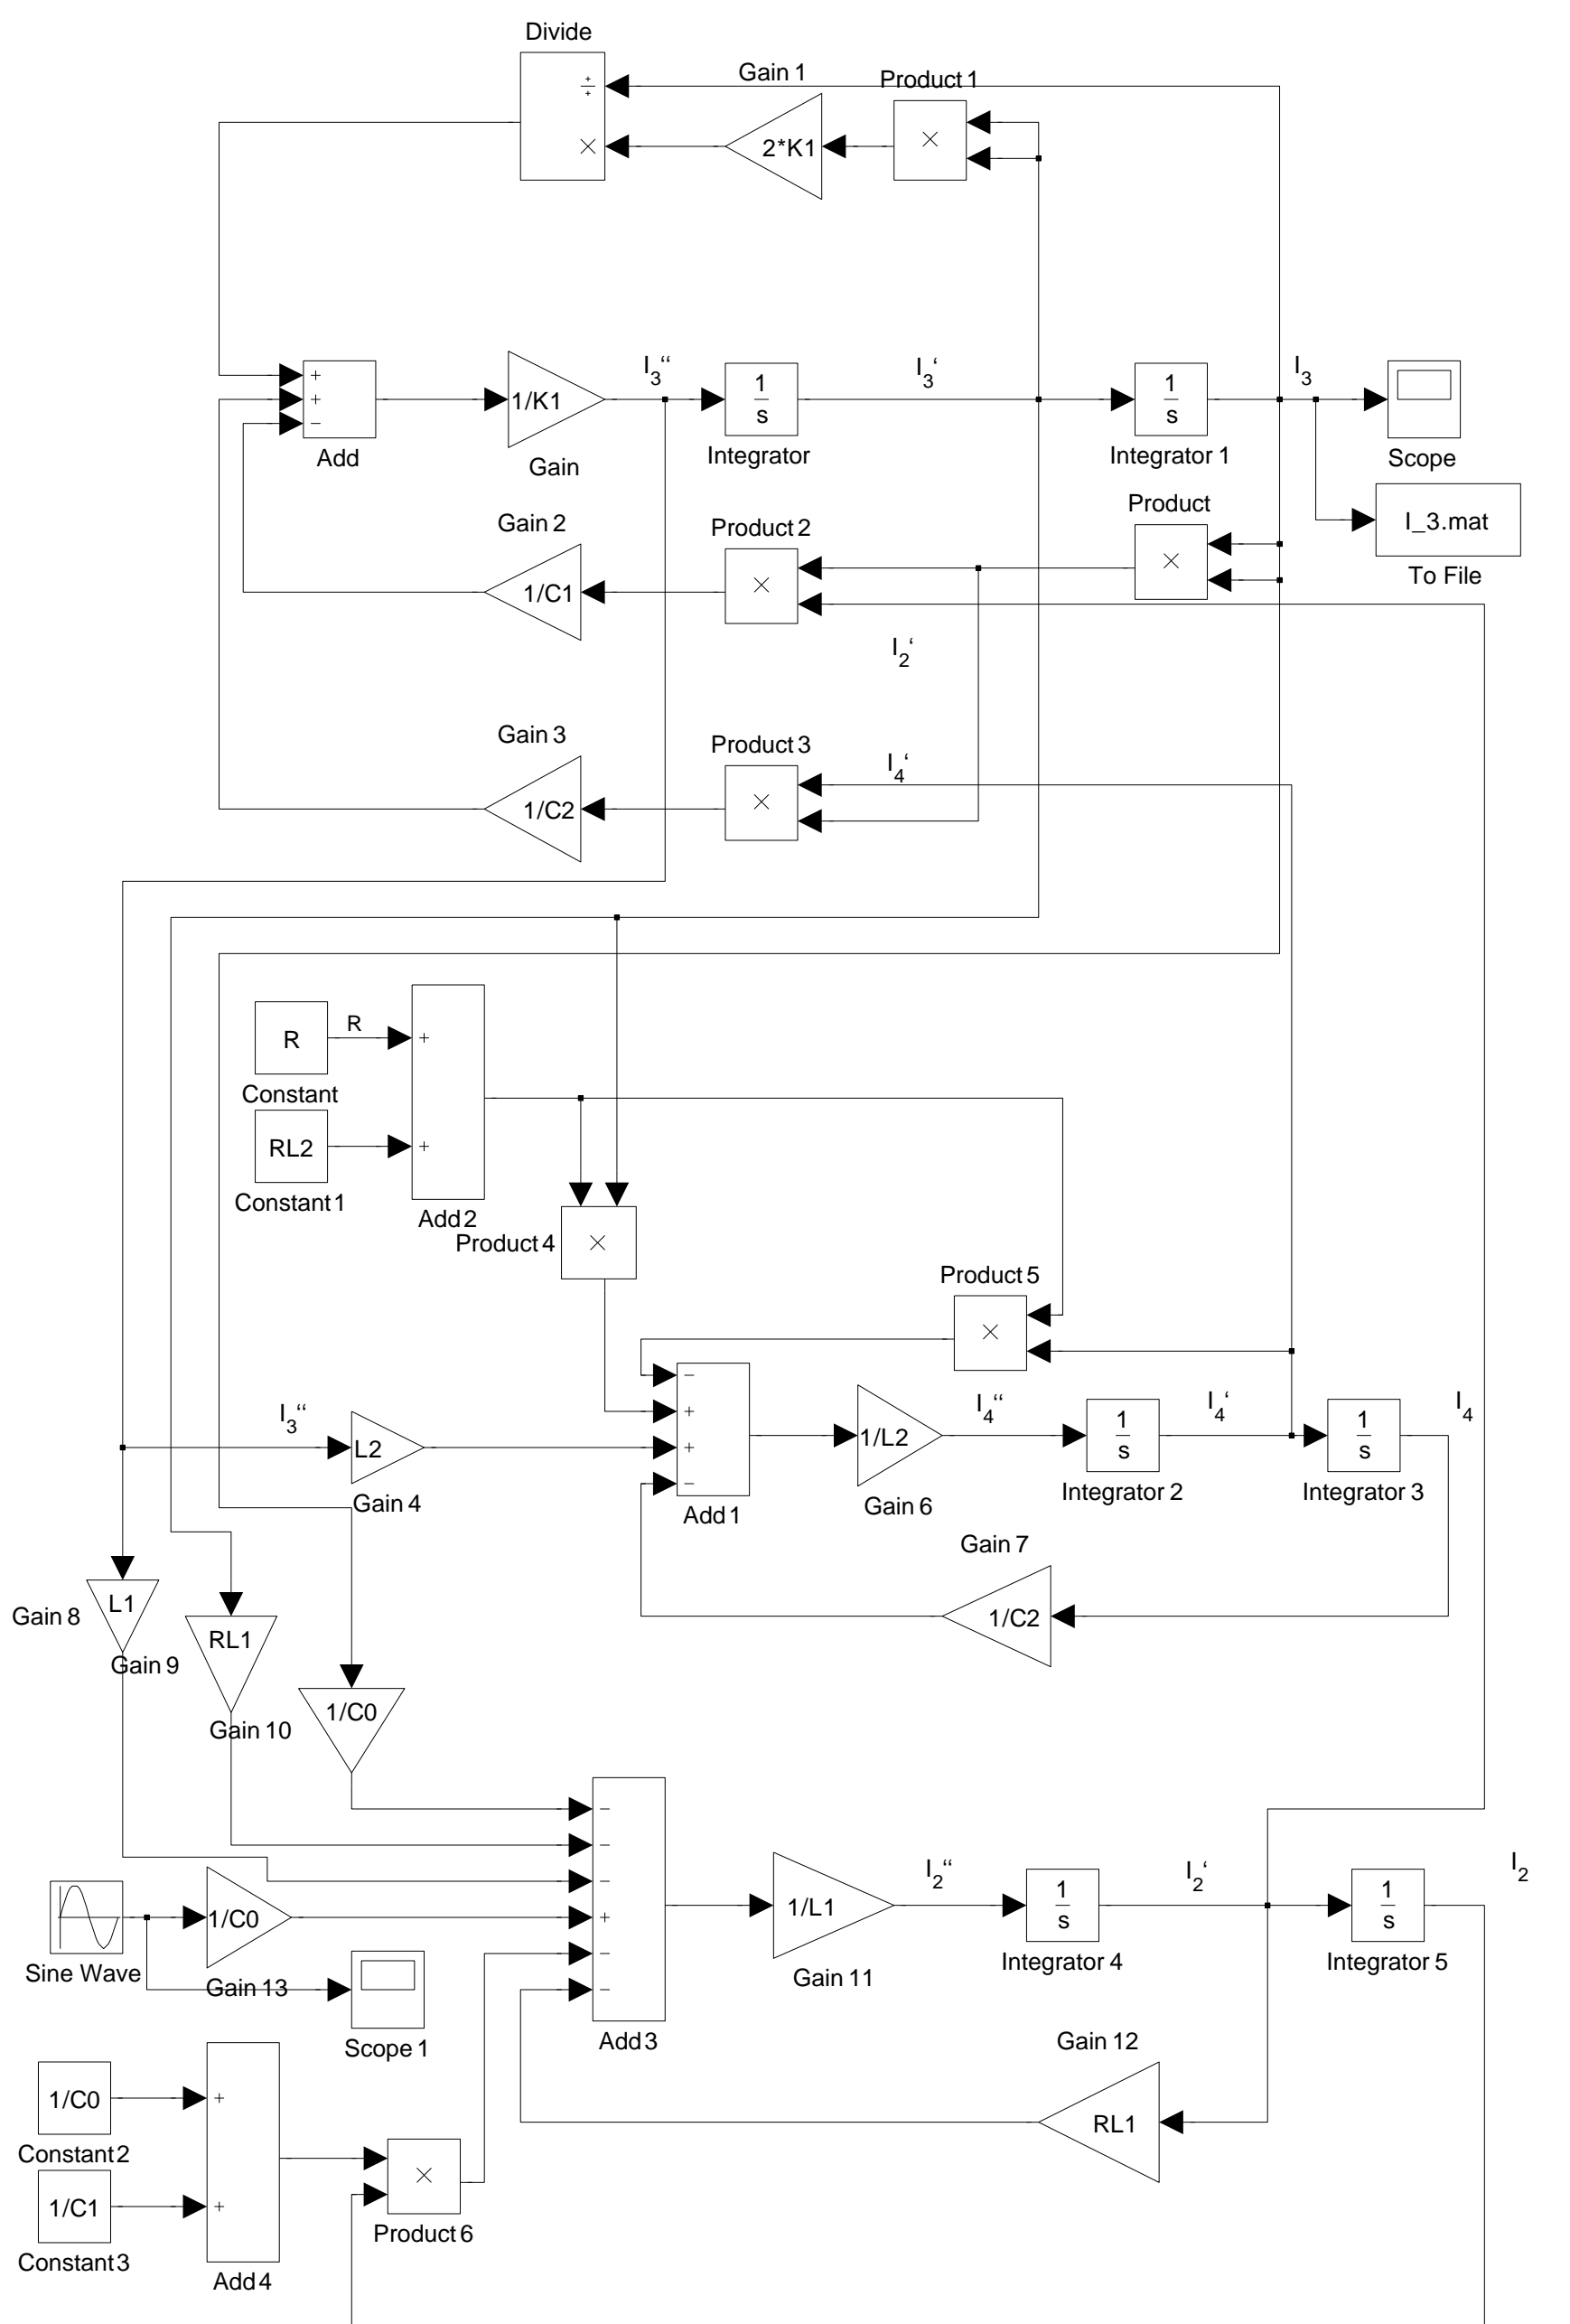 Divide
Gain 1
Product 1
÷
×
2*K1
×
I3‘‘
I3‘
I3
+
+
−
1/K1
1
s
1
s
Add
Gain
Integrator
Integrator 1
Scope
Gain 2
Product 2
Product
I_3.mat
To File
1/C1
×
×
I2‘
Gain 3
Product 3
I4‘
1/C2
×
R
R
+
Constant
RL2
+
Constant 1
Add 2
Product 4
×
Product 5
×
I3‘‘
L2
Gain 4
−
+
+
−
Add 1
1/L2
Gain 6
I4‘‘
1
s
Integrator 2
I4‘
1
s
Integrator 3
I4
Gain 7
1/C2
Gain 8
L1
Gain 9
RL1
Gain 10
1/C0
−
−
−
+
−
−
Add 3
Sine Wave
1/C0
Gain 13
Scope 1
1/L1
Gain 11
I2‘‘
1
s
Integrator 4
I2‘
1
s
Integrator 5
I2
Gain 12
RL1
1/C0
+
Constant 2
1/C1
+
Constant 3
Add 4
×
Product 6